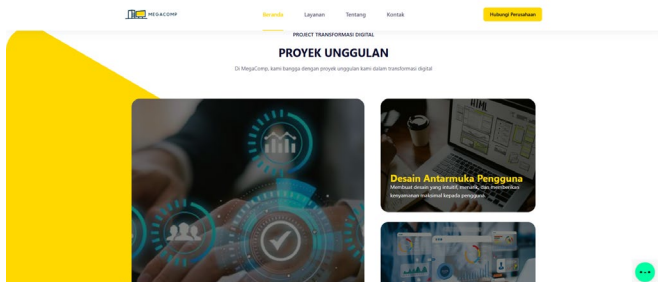 MEGACOMP
Beranda Layanan Tentang Kontak
Hubungi Perusahaan
PROJECT TRANSFORMASI DIGITAL
PROYEK UNGGULAN
Di MegaComp, kami bangga dengan proyek unggulan kami dalam transformasi digital
HTML
Desain Antarmuka Pengguna
Membuat desain yang intuitif, menarik, dan memberikan
kenyamanan maksimal kepada pengguna.